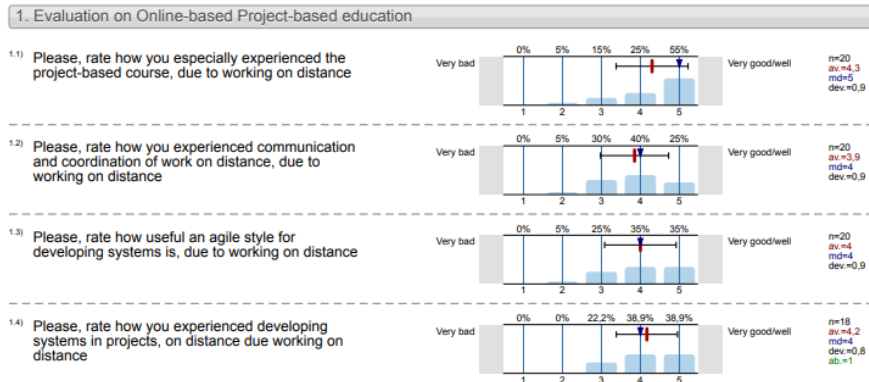 1. Evaluation on Online-based Project-based education
1.1) Please, rate how you especially experienced the
project-based course, due to working on distance
Very bad
0% 5% 15% 25% 55%
1 2 3 4 5
Very good/well
n=20
av.=4,3
md=5
dev.=0,9
1.2) Please, rate how you experienced communication
and coordination of work on distance, due to
working on distance
Very bad
0% 5% 30% 40% 25%
1 2 3 4 5
Very good/well
n=20
av.=3,9
md=4
dev.=0,9
1.3) Please, rate how useful an agile style for
developing systems is, due to working on distance
Very bad
0% 5% 25% 35% 35%
1 2 3 4 5
Very good/well
n=20
av.=4
md=4
dev.=0,9
1.4) Please, rate how you experienced developing
systems in projects, on distance due working on
distance
Very bad
0% 0% 22,2% 38,9% 38,9%
1 2 3 4 5
Very good/well
n=18
av.=4,2
md=4
dev.=0,8
ab.=1